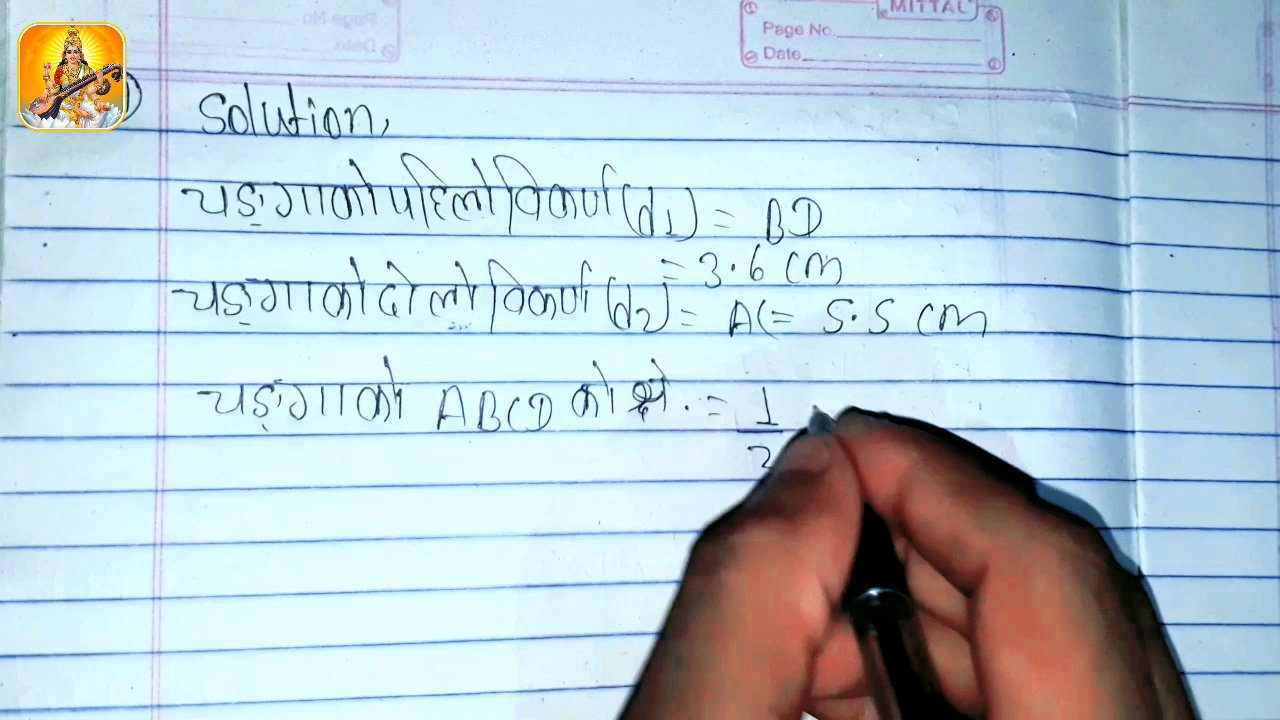 MITTAL
Page No.
Date
Solution,
चङ्गाको पहिलो विकर्ण (d1) = BD
= 3.6 cm
चङ्गाको दोस्रो विकर्ण (d2) = AC = 5.5 cm
चङ्गाको ABCD को क्षे. = 1/2